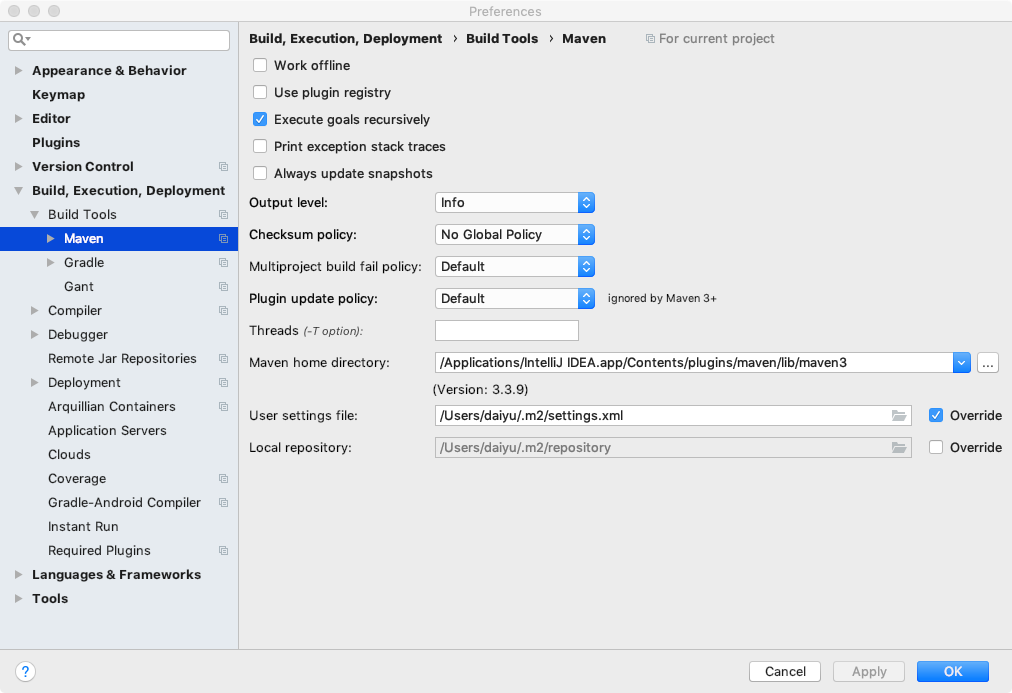 Preferences
Appearance & Behavior
Keymap
Editor
Plugins
Version Control
Build, Execution, Deployment
Build Tools
Maven
Gradle
Gant
Compiler
Debugger
Remote Jar Repositories
Deployment
Arquillian Containers
Application Servers
Clouds
Coverage
Gradle-Android Compiler
Instant Run
Required Plugins
Languages & Frameworks
Tools
Build, Execution, Deployment › Build Tools › Maven For current project
Work offline
Use plugin registry
Execute goals recursively
Print exception stack traces
Always update snapshots
Output level: Info
Checksum policy: No Global Policy
Multiproject build fail policy: Default
Plugin update policy: Default ignored by Maven 3+
Threads (-T option):
Maven home directory: /Applications/IntelliJ IDEA.app/Contents/plugins/maven/lib/maven3 ...
(Version: 3.3.9)
User settings file: /Users/daiyu/.m2/settings.xml Override
Local repository: /Users/daiyu/.m2/repository Override
? Cancel Apply OK